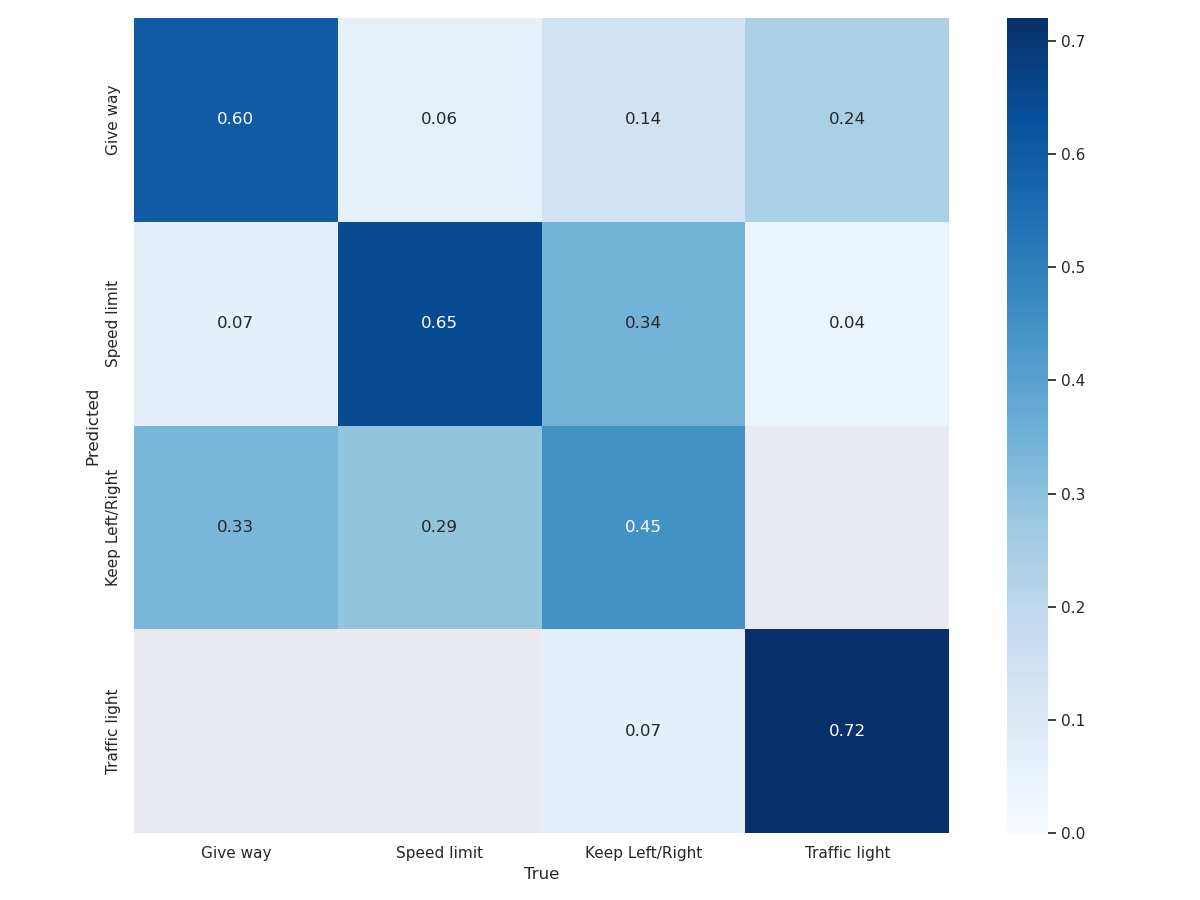 Predicted
Give way
0.60 0.06 0.14 0.24
Speed limit
0.07 0.65 0.34 0.04
Keep Left/Right
0.33 0.29 0.45
Traffic light
0.07 0.72
Give way Speed limit Keep Left/Right Traffic light
True
0.7
0.6
0.5
0.4
0.3
0.2
0.1
0.0